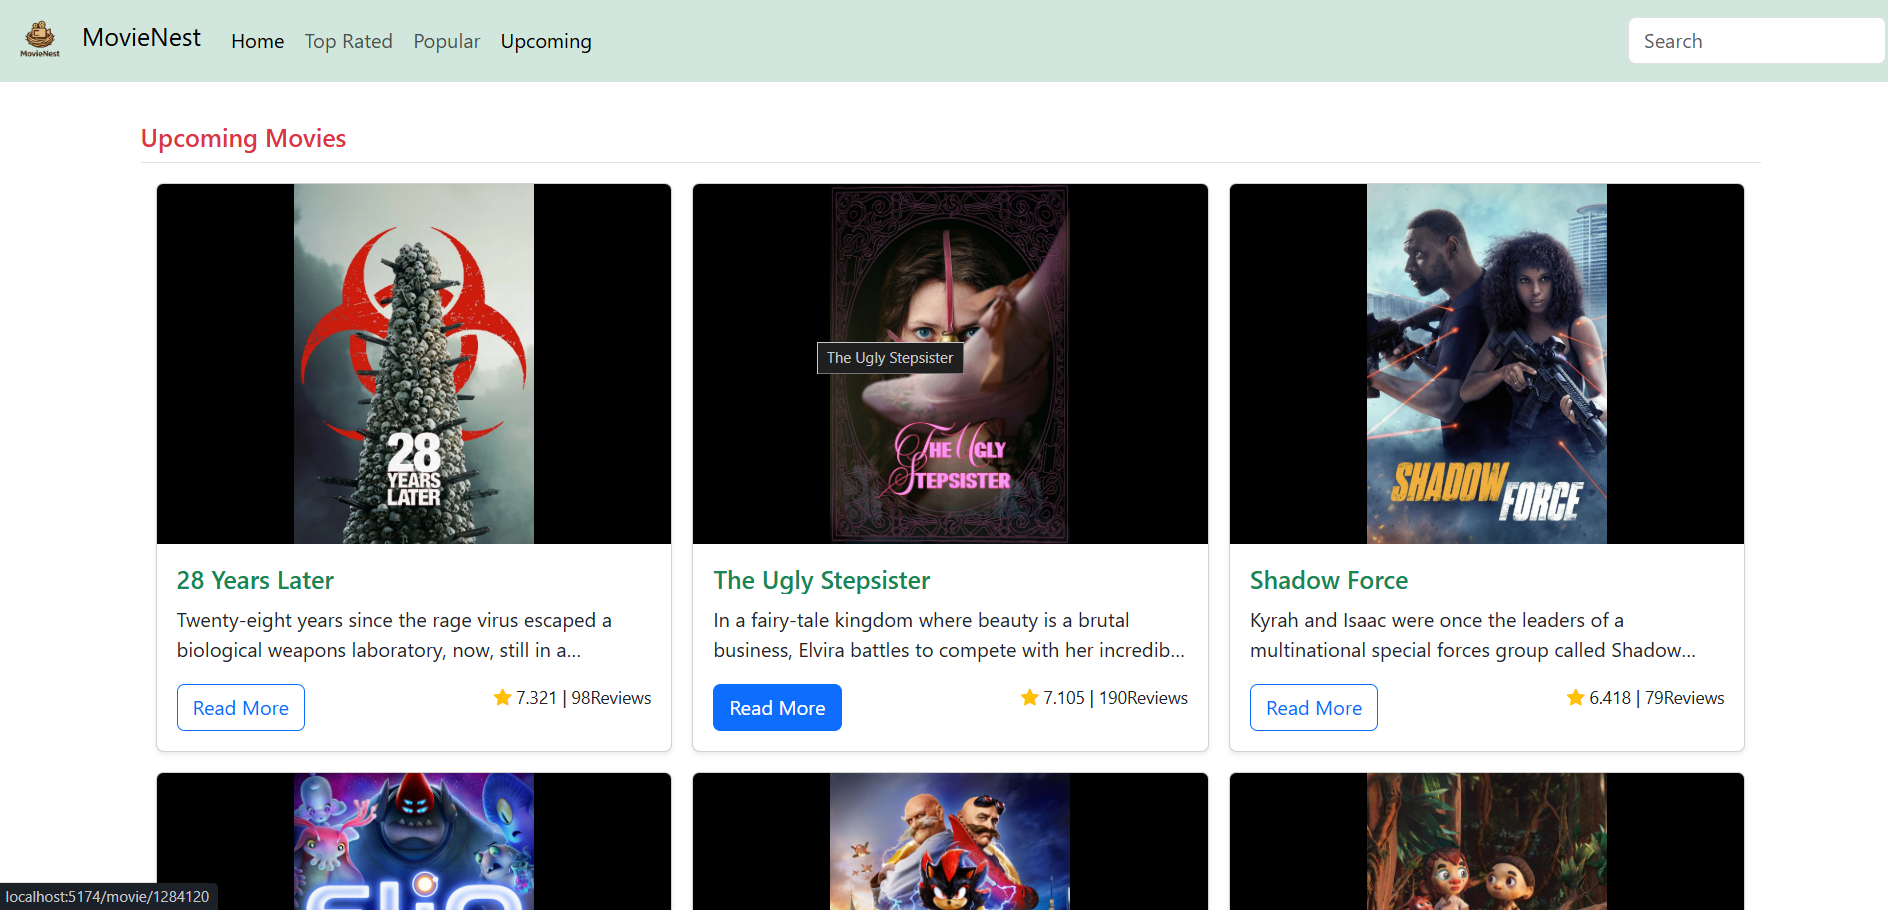 MovieNest
MovieNest
Home
Top Rated
Popular
Upcoming
Search
Upcoming Movies
28
YEARS
LATER
The Ugly Stepsister
THE UGLY
STEPSISTER
SHADOW
FORCE
28 Years Later
Twenty-eight years since the rage virus escaped a
biological weapons laboratory, now, still in a...
Read More
7.321 | 98Reviews
The Ugly Stepsister
In a fairy-tale kingdom where beauty is a brutal
business, Elvira battles to compete with her incredib...
Read More
7.105 | 190Reviews
Shadow Force
Kyrah and Isaac were once the leaders of a
multinational special forces group called Shadow...
Read More
6.418 | 79Reviews
elio
localhost:5174/movie/1284120